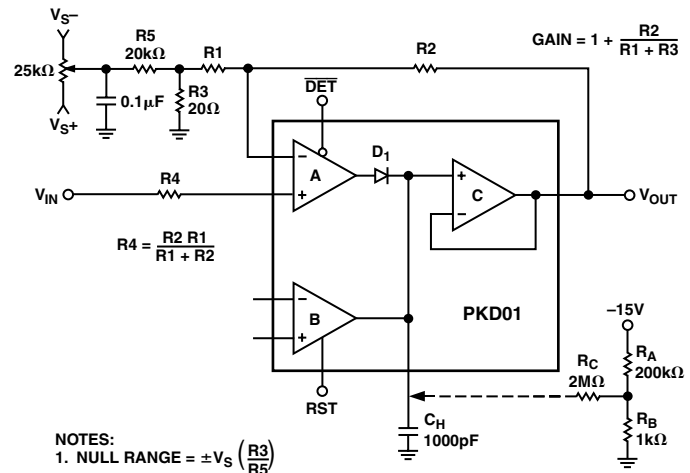 VS–
R5
20kΩ
R1
R2
GAIN = 1 + R2
R1 + R3
25kΩ
0.1µF
R3
20Ω
DET
VS+
D1
–
A
+
+
C
–
VIN
R4
VOUT
R4 = R2 R1
R1 + R2
–
B
+
PKD01
–15V
RA
200kΩ
RC
2MΩ
RST
RB
1kΩ
CH
1000pF
NOTES:
1. NULL RANGE = ±VS (R3
R5)